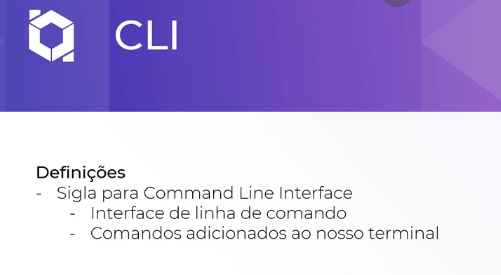 CLI
Definições
- Sigla para Command Line Interface
- Interface de linha de comando
- Comandos adicionados ao nosso terminal